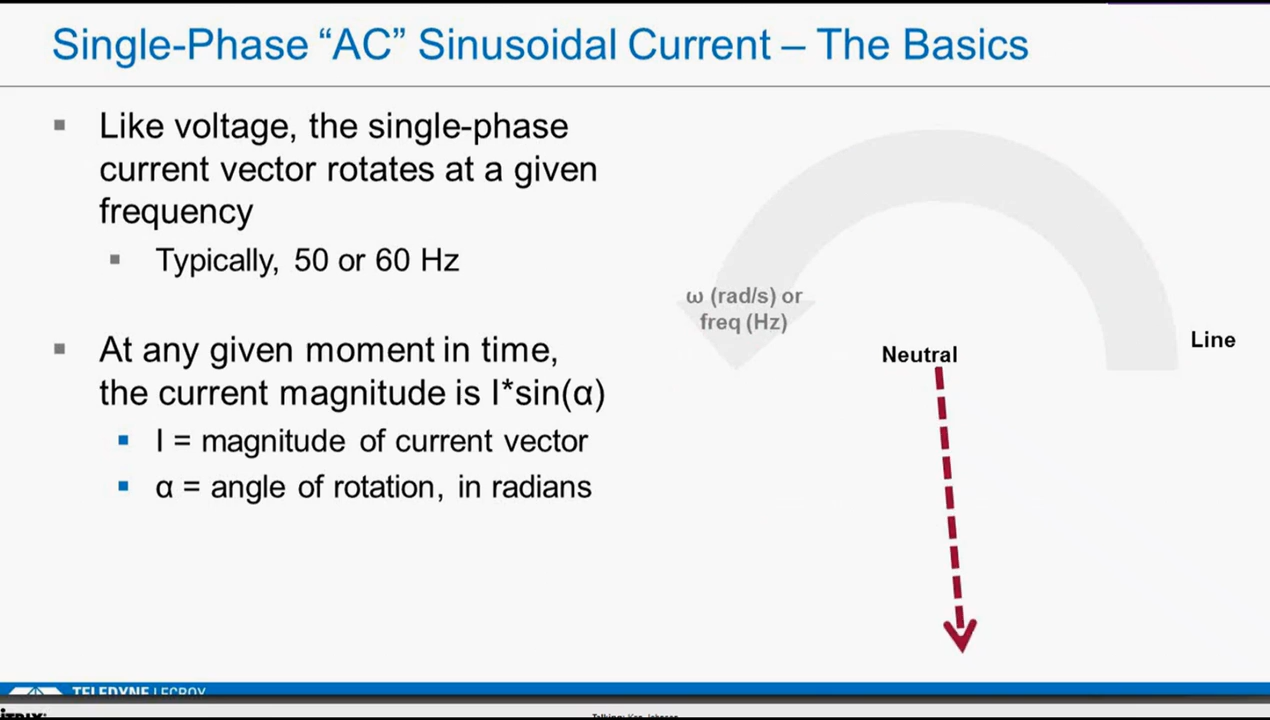 Single-Phase “AC” Sinusoidal Current – The Basics
Like voltage, the single-phase
current vector rotates at a given
frequency
Typically, 50 or 60 Hz
At any given moment in time,
the current magnitude is I*sin(α)
I = magnitude of current vector
α = angle of rotation, in radians
ω (rad/s) or
freq (Hz)
Neutral
Line
TELEDYNE LECROY